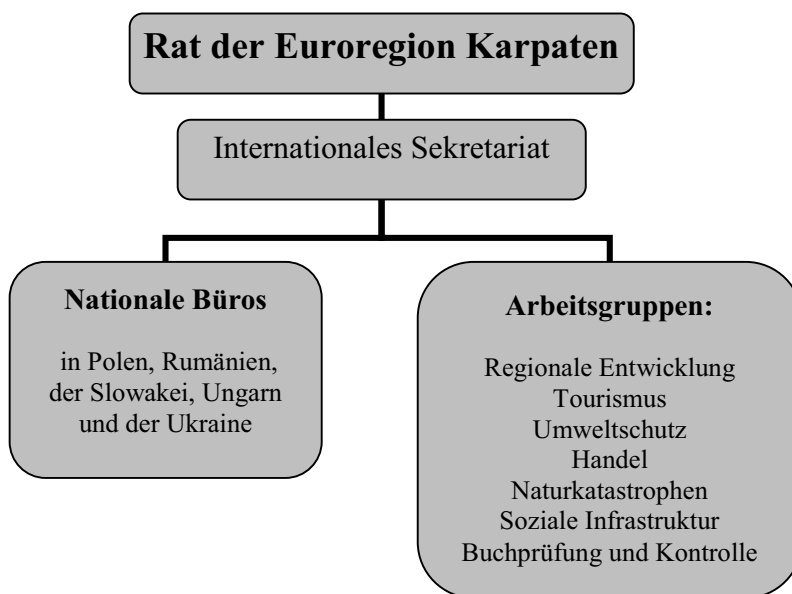 Rat der Euroregion Karpaten
Internationales Sekretariat
Nationale Büros
in Polen, Rumänien,
der Slowakei, Ungarn
und der Ukraine
Arbeitsgruppen:
Regionale Entwicklung
Tourismus
Umweltschutz
Handel
Naturkatastrophen
Soziale Infrastruktur
Buchprüfung und Kontrolle